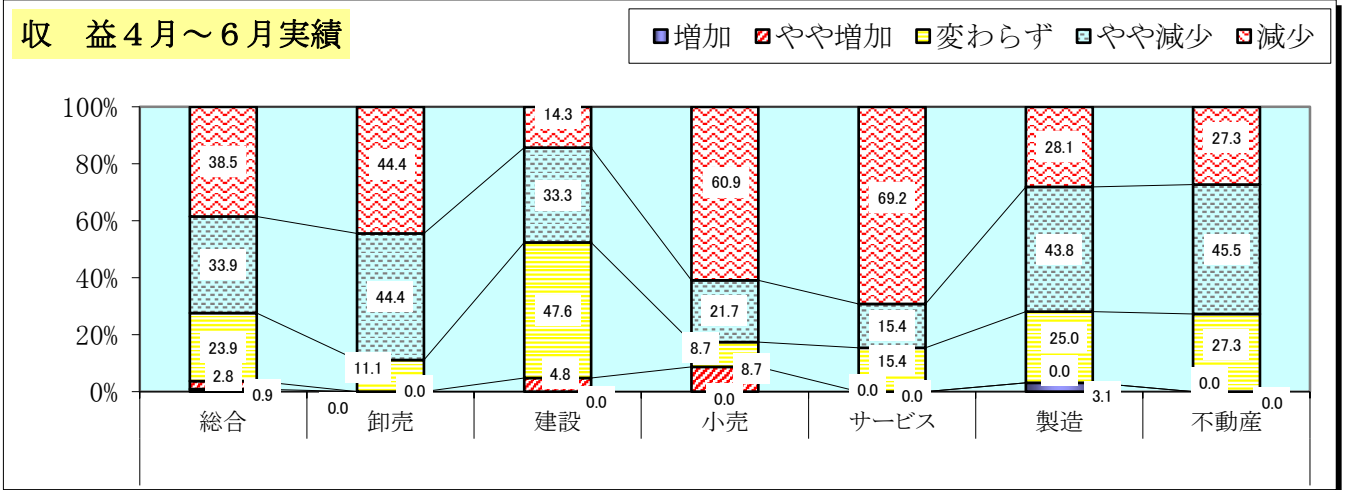 収　益４月～６月実績
増加 やや増加 変わらず やや減少 減少
100%
80%
60%
40%
20%
0%
38.5 44.4 14.3 60.9 69.2 28.1 27.3
33.9 44.4 33.3 21.7 15.4 43.8 45.5
23.9 11.1 47.6 8.7 15.4 25.0 27.3
2.8 0.0 4.8 8.7 0.0 0.0 0.0
0.9 0.0 0.0 0.0 0.0 3.1 0.0
総合 卸売 建設 小売 サービス 製造 不動産